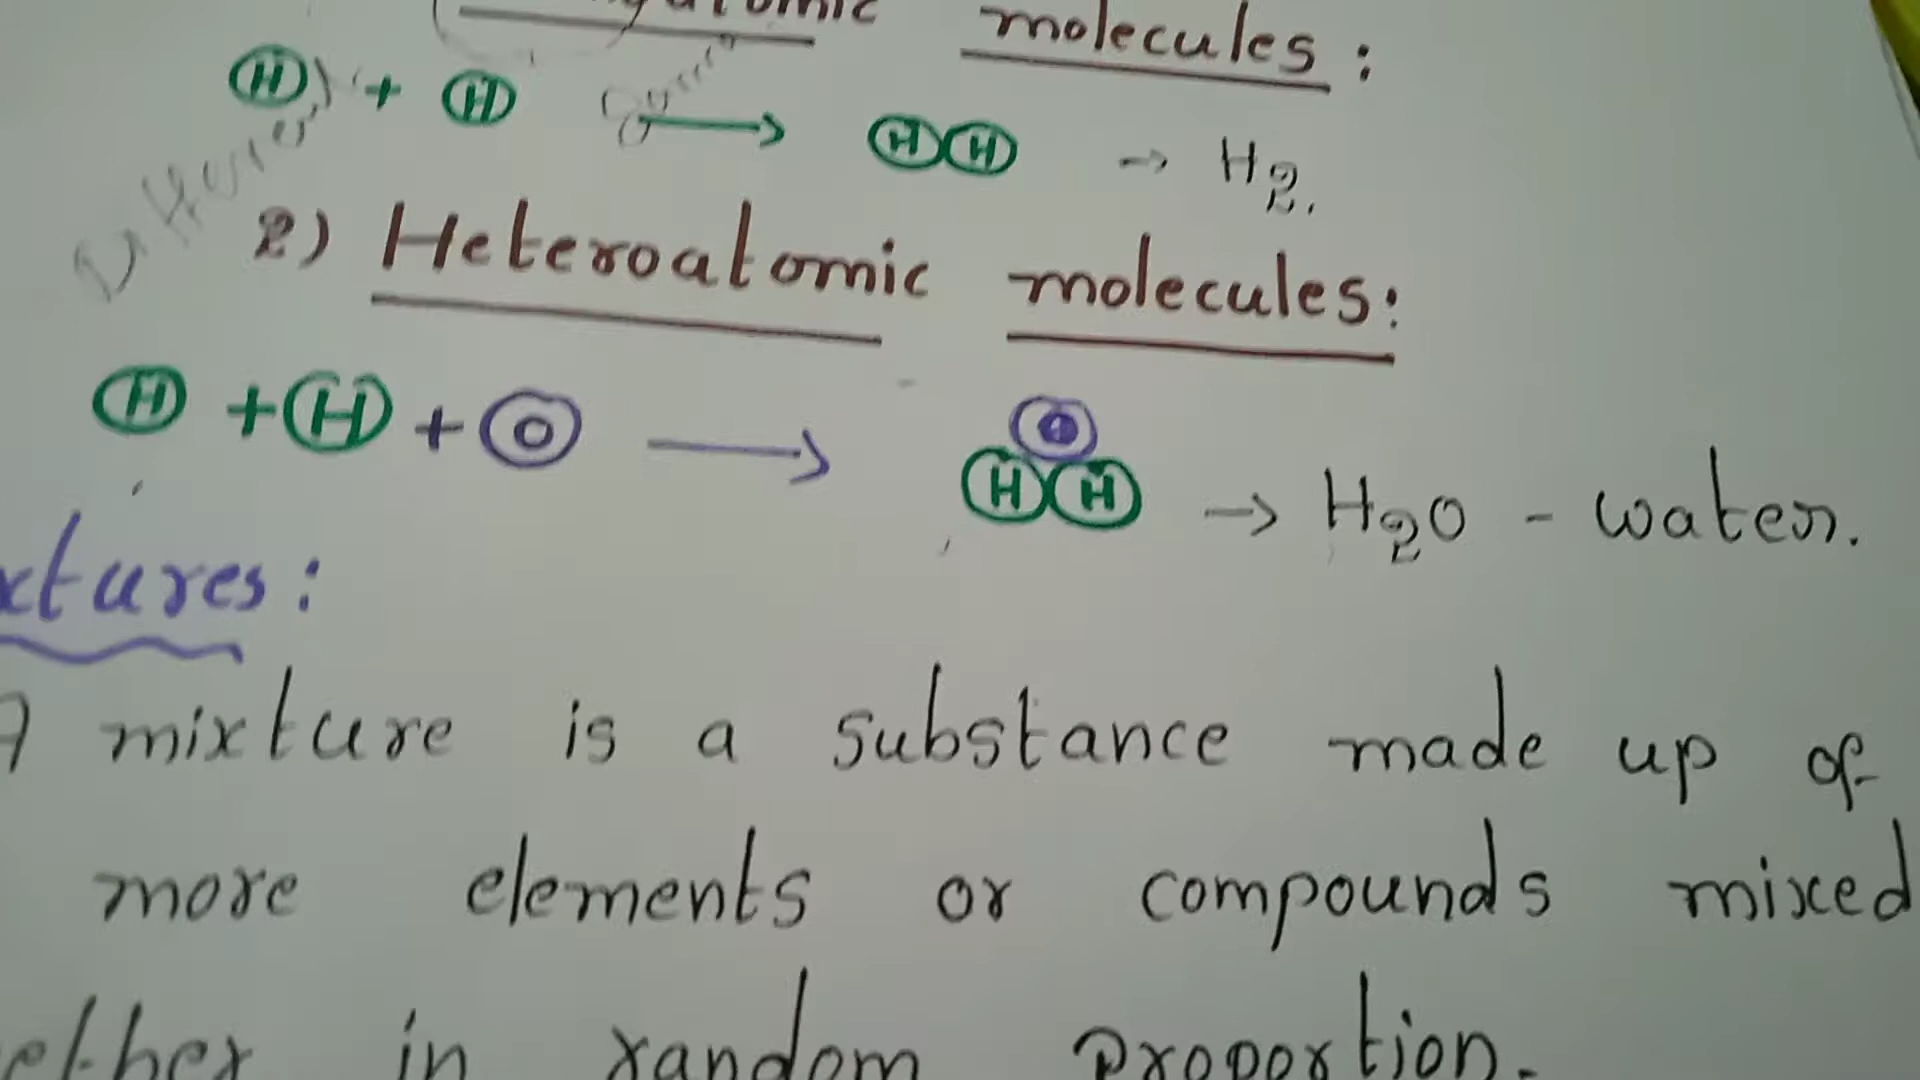 molecules:
H + H → HH → H2.
2) Heteroatomic molecules:
H + H + O → O HH → H2O - water.
xtures:
A mixture is a substance made up of
more elements or compounds mixed
ether in random proportion.